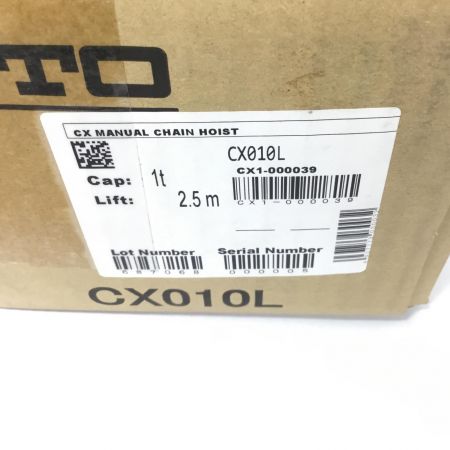 TO
CX MANUAL CHAIN HOIST
CX010L
CX1-000039
Cap: 1t
Lift: 2.5 m
CX1-000039
Lot Number
Serial Number
687068
000005
CX010L